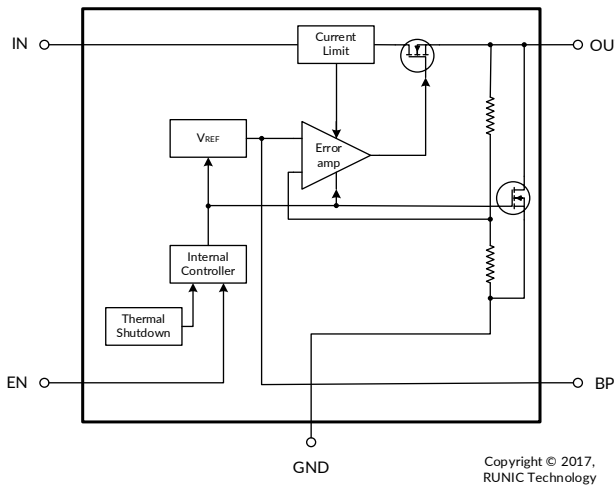 IN
Current
Limit
OU
VREF
Error
amp
Internal
Controller
Thermal
Shutdown
EN
BP
GND
Copyright © 2017,
RUNIC Technology